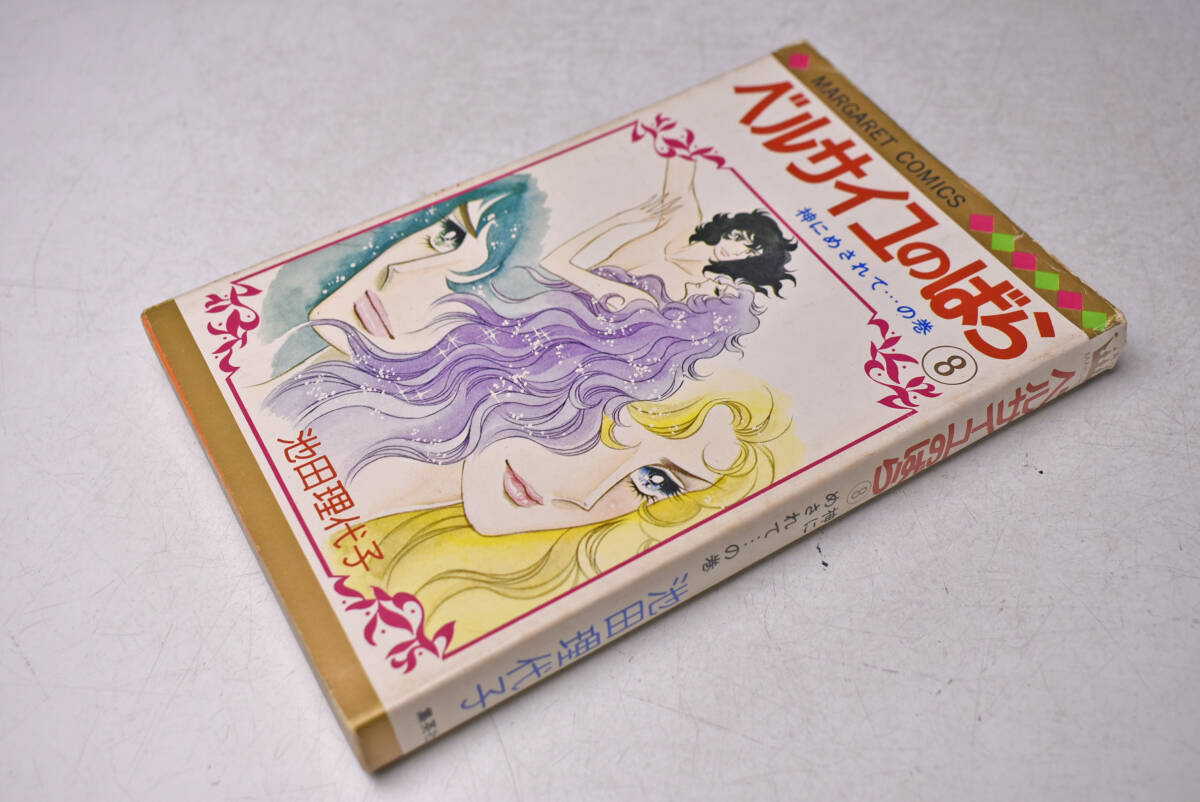 MARGARET COMICS
ベルサイユのばら
神にめされて…の巻
8
池田理代子
ベルサイユのばら
8
神に
めされて…の巻
池田理代子